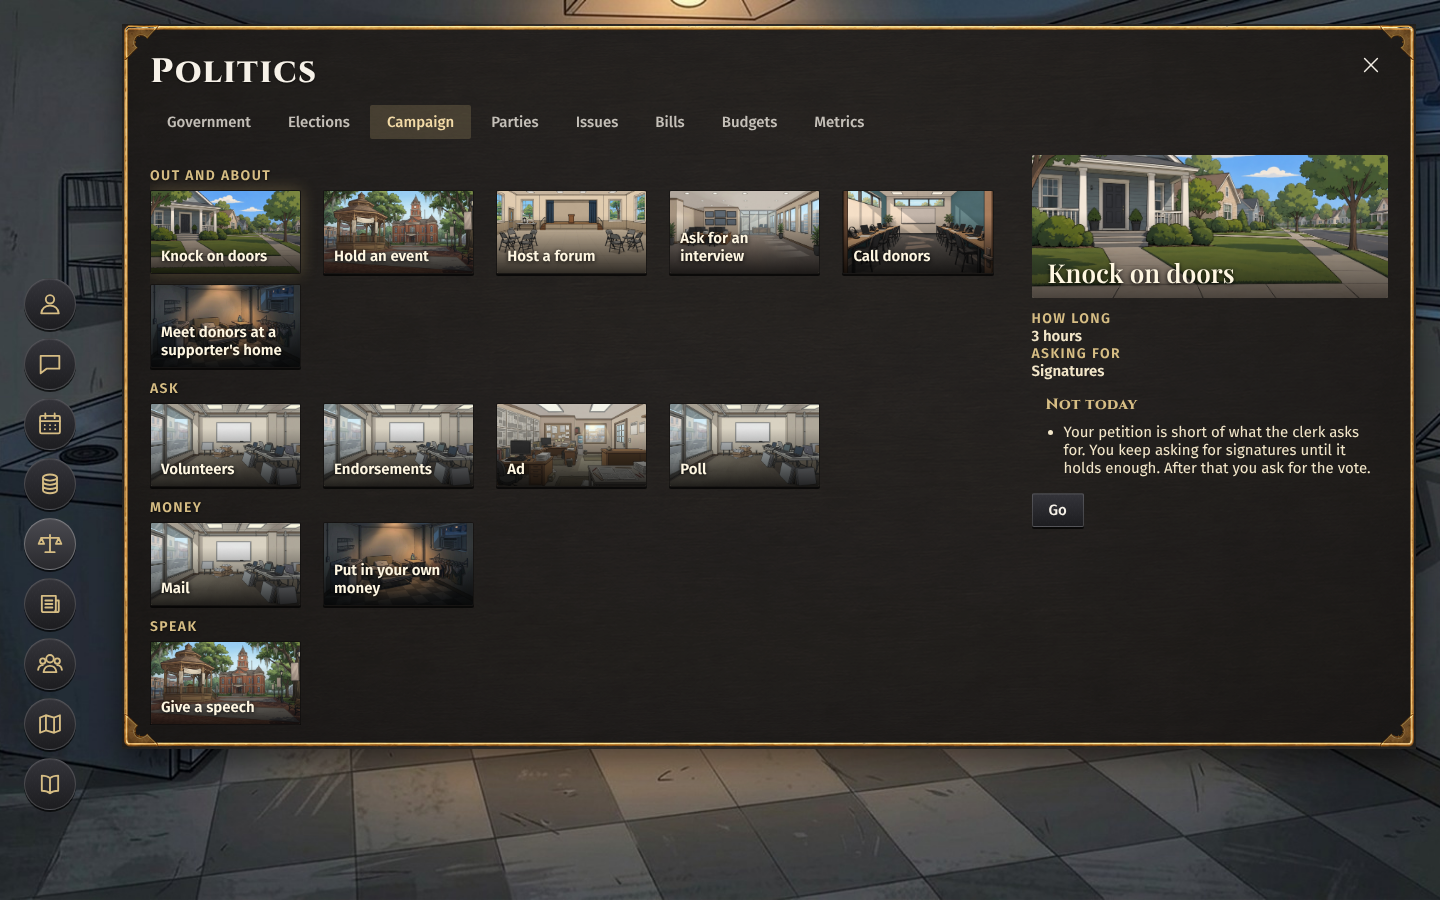 Politics
Government
Elections
Campaign
Parties
Issues
Bills
Budgets
Metrics
OUT AND ABOUT
Knock on doors
Hold an event
Host a forum
Ask for an
interview
Call donors
Meet donors at a
supporter's home
ASK
Volunteers
Endorsements
Ad
Poll
MONEY
Mail
Put in your own
money
SPEAK
Give a speech
Knock on doors
HOW LONG
3 hours
ASKING FOR
Signatures
Not today
• Your petition is short of what the clerk asks
for. You keep asking for signatures until it
holds enough. After that you ask for the vote.
Go